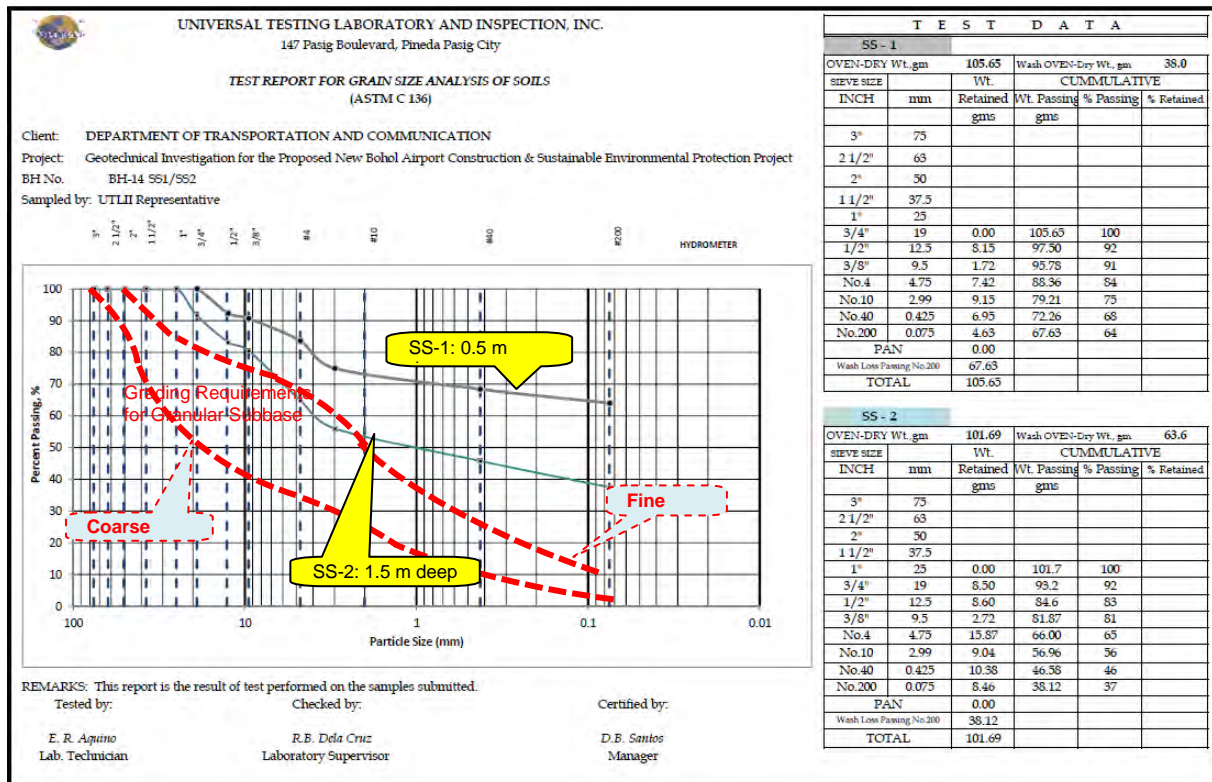 UNIVERSAL TESTING LABORATORY AND INSPECTION, INC.
147 Pasig Boulevard, Pineda Pasig City
TEST REPORT FOR GRAIN SIZE ANALYSIS OF SOILS
(ASTM C 136)
Client: DEPARTMENT OF TRANSPORTATION AND COMMUNICATION
Project: Geotechnical Investigation for the Proposed New Bohol Airport Construction & Sustainable Environmental Protection Project
BH No. BH-14 SS1/SS2
Sampled by: UTLII Representative
3" 2 1/2" 2" 1 1/2" 1" 3/4" 1/2" 3/8" #4 #10 #40 #200 HYDROMETER
Percent Passing, %
100
90
80
70
60
50
40
30
20
10
0
SS-1: 0.5 m
Grading Requirements
for Granular Subbase
Coarse
Fine
SS-2: 1.5 m deep
100 10 1 0.1 0.01
Particle Size (mm)
REMARKS: This report is the result of test performed on the samples submitted.
Tested by: Checked by: Certified by:
E. R. Aquino R.B. Dela Cruz D.B. Santos
Lab. Technician Laboratory Supervisor Manager
T E S T D A T A
SS - 1
OVEN-DRY Wt.,gm 105.65 Wash OVEN-Dry Wt., gm 38.0
SIEVE SIZE Wt. CUMMULATIVE
INCH mm Retained Wt. Passing % Passing % Retained
gms gms
3" 75
2 1/2" 63
2" 50
1 1/2" 37.5
1" 25
3/4" 19 0.00 105.65 100
1/2" 12.5 8.15 97.50 92
3/8" 9.5 1.72 95.78 91
No.4 4.75 7.42 88.36 84
No.10 2.99 9.15 79.21 75
No.40 0.425 6.95 72.26 68
No.200 0.075 4.63 67.63 64
PAN 0.00
Wash Loss Passing No.200 67.63
TOTAL 105.65
SS - 2
OVEN-DRY Wt.,gm 101.69 Wash OVEN-Dry Wt., gm 63.6
SIEVE SIZE Wt. CUMMULATIVE
INCH mm Retained Wt. Passing % Passing % Retained
gms gms
3" 75
2 1/2" 63
2" 50
1 1/2" 37.5
1" 25 0.00 101.7 100
3/4" 19 8.50 93.2 92
1/2" 12.5 8.60 84.6 83
3/8" 9.5 2.72 81.87 81
No.4 4.75 15.87 66.00 65
No.10 2.99 9.04 56.96 56
No.40 0.425 10.38 46.58 46
No.200 0.075 8.46 38.12 37
PAN 0.00
Wash Loss Passing No.200 38.12
TOTAL 101.69